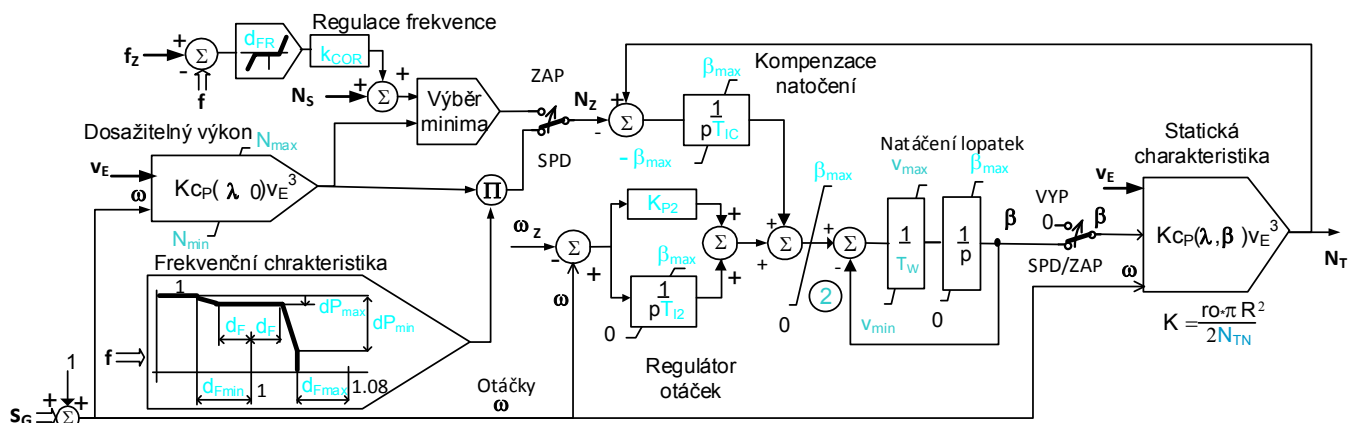 Regulace frekvence
f_Z
+
Σ
-
f
d_FR
k_COR
+
+
N_S
Σ
Výběr
minima
ZAP
N_Z
SPD
Dosažitelný výkon
N_max
v_E
ω
Kc_P( λ 0)v_E^3
N_min
Π
Frekvenční chrakteristika
1
dP_max
dP_min
d_F
d_F
f
d_Fmin
1
d_Fmax
1.08
1
+
+
S_G
Σ
Otáčky
ω
+
-
Σ
β_max
1
pT_IC
- β_max
Kompenzace
natočení
ω_Z
-
Σ
+
ω
K_P2
β_max
1
pT_I2
0
+
Σ
+
Regulátor
otáček
+
+
Σ
β_max
0
2
+
-
Σ
Natáčení lopatek
v_max
1
T_W
v_min
β_max
1
p
0
β
VYP
0
β
SPD/ZAP
Statická
charakteristika
v_E
ω
Kc_P(λ,β)v_E^3
N_T
K = ro*π R^2
2N_TN